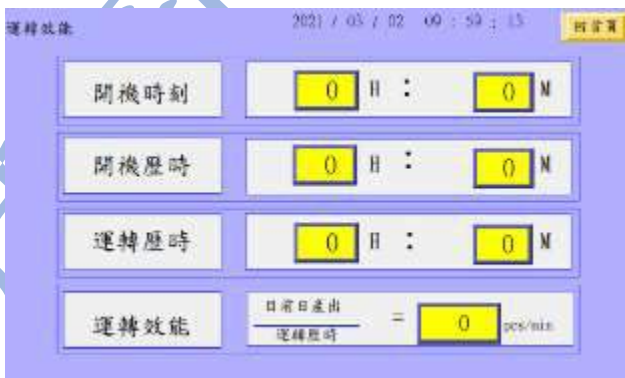 運轉效能 2021 / 03 / 02 09 : 59 : 13 回首頁
開機時刻 0 H : 0 M
開機歷時 0 H : 0 M
運轉歷時 0 H : 0 M
目前日產出
運轉效能 = 0 pcs/min
運轉歷時